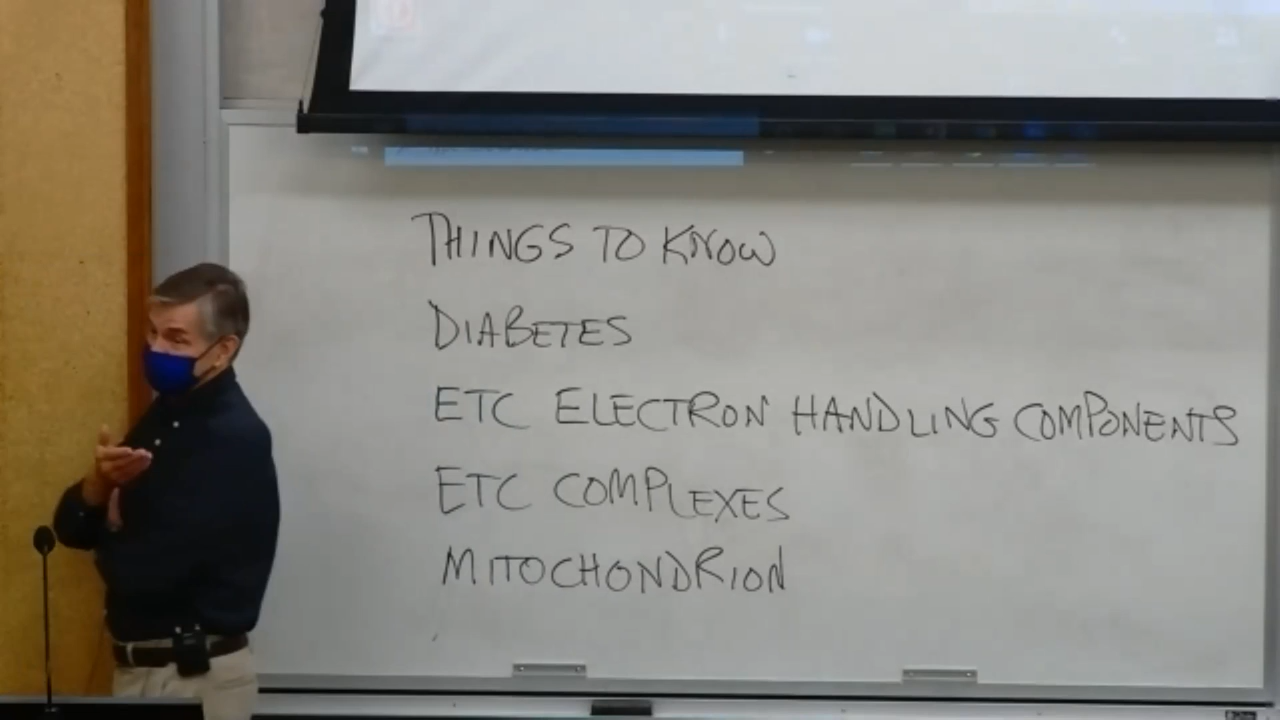 THINGS TO KNOW
DIABETES
ETC ELECTRON HANDLING COMPONENTS
ETC COMPLEXES
MITOCHONDRION